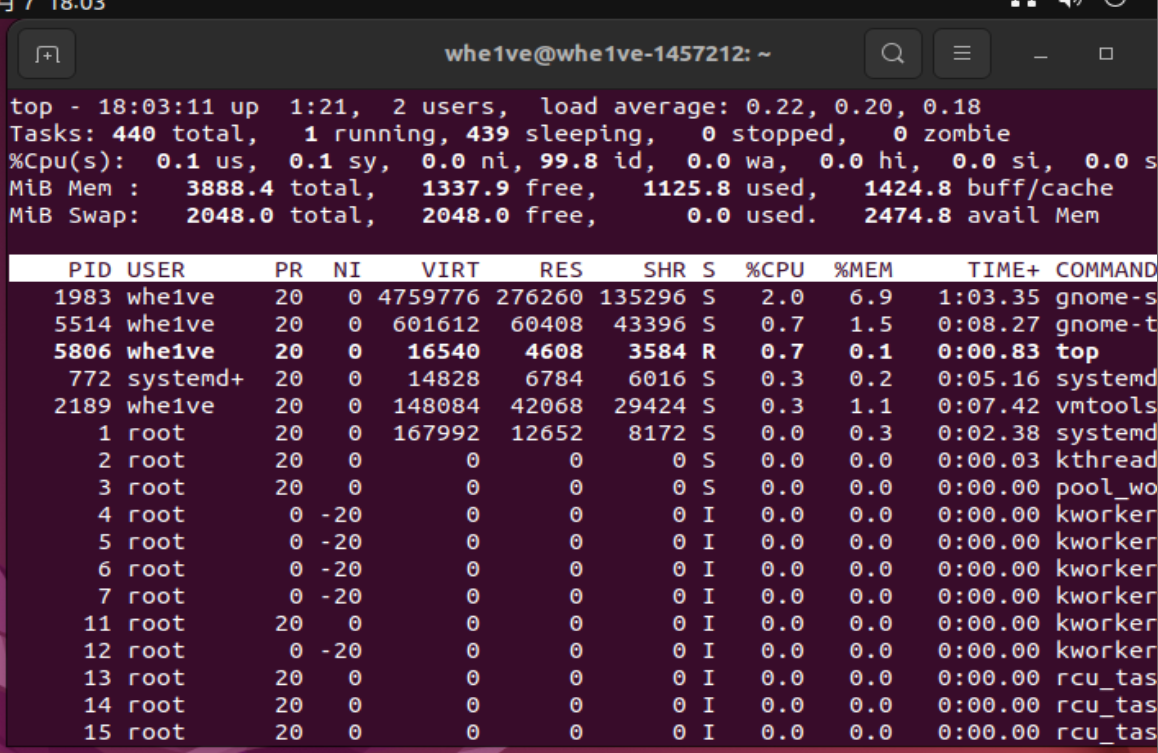 7 18:03
whe1ve@whe1ve-1457212: ~
top - 18:03:11 up  1:21,  2 users,  load average: 0.22, 0.20, 0.18
Tasks: 440 total,   1 running, 439 sleeping,   0 stopped,   0 zombie
%Cpu(s):  0.1 us,  0.1 sy,  0.0 ni, 99.8 id,  0.0 wa,  0.0 hi,  0.0 si,  0.0 s
MiB Mem :   3888.4 total,   1337.9 free,   1125.8 used,   1424.8 buff/cache
MiB Swap:   2048.0 total,   2048.0 free,      0.0 used.   2474.8 avail Mem
PID USER      PR  NI    VIRT    RES    SHR S  %CPU  %MEM     TIME+ COMMAND
1983 whe1ve    20   0 4759776 276260 135296 S   2.0   6.9   1:03.35 gnome-s
5514 whe1ve    20   0  601612  60408  43396 S   0.7   1.5   0:08.27 gnome-t
5806 whe1ve    20   0   16540   4608   3584 R   0.7   0.1   0:00.83 top
772 systemd+  20   0   14828   6784   6016 S   0.3   0.2   0:05.16 systemd
2189 whe1ve    20   0  148084  42068  29424 S   0.3   1.1   0:07.42 vmtools
1 root      20   0  167992  12652   8172 S   0.0   0.3   0:02.38 systemd
2 root      20   0       0      0      0 S   0.0   0.0   0:00.03 kthread
3 root      20   0       0      0      0 S   0.0   0.0   0:00.00 pool_wo
4 root       0 -20       0      0      0 I   0.0   0.0   0:00.00 kworker
5 root       0 -20       0      0      0 I   0.0   0.0   0:00.00 kworker
6 root       0 -20       0      0      0 I   0.0   0.0   0:00.00 kworker
7 root       0 -20       0      0      0 I   0.0   0.0   0:00.00 kworker
11 root      20   0       0      0      0 I   0.0   0.0   0:00.00 kworker
12 root       0 -20       0      0      0 I   0.0   0.0   0:00.00 kworker
13 root      20   0       0      0      0 I   0.0   0.0   0:00.00 rcu_tas
14 root      20   0       0      0      0 I   0.0   0.0   0:00.00 rcu_tas
15 root      20   0       0      0      0 I   0.0   0.0   0:00.00 rcu_tas